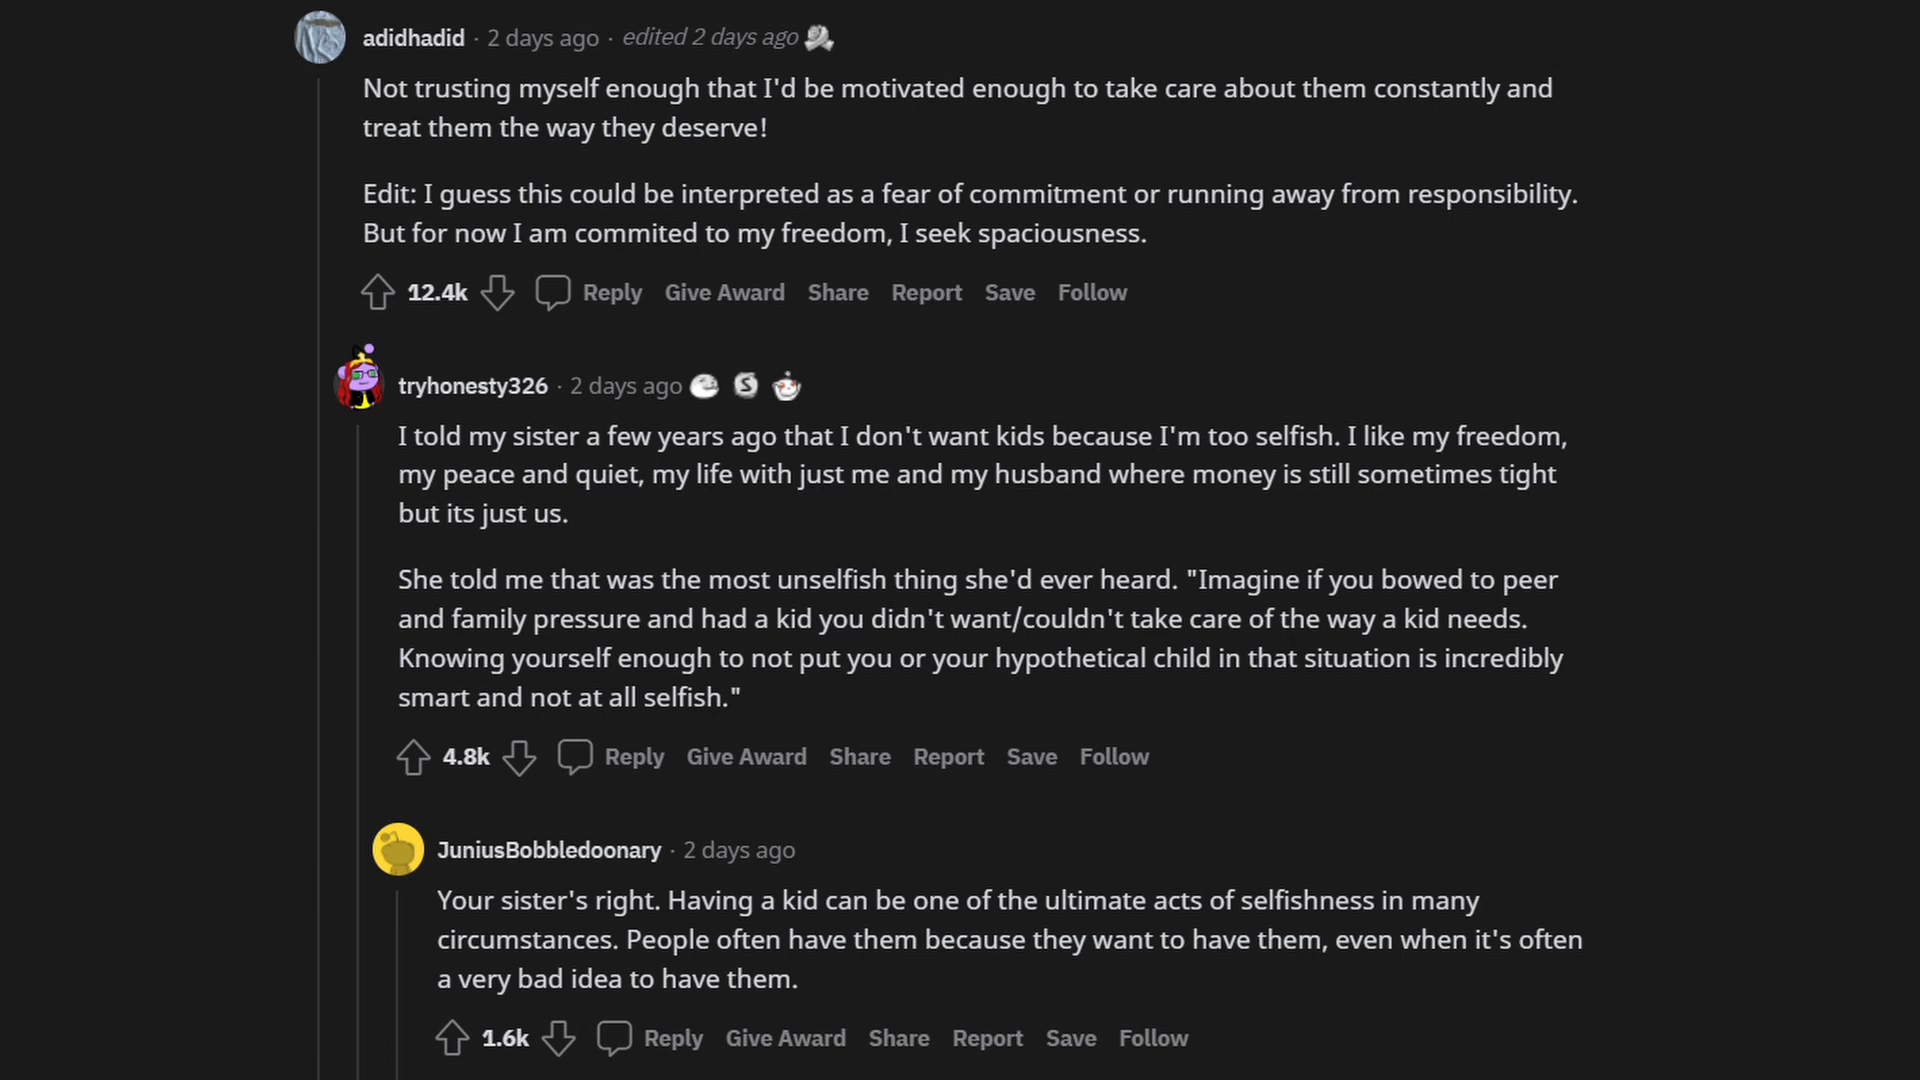 adidhadid · 2 days ago · edited 2 days ago
Not trusting myself enough that I'd be motivated enough to take care about them constantly and
treat them the way they deserve!
Edit: I guess this could be interpreted as a fear of commitment or running away from responsibility.
But for now I am commited to my freedom, I seek spaciousness.
12.4k Reply Give Award Share Report Save Follow
tryhonesty326 · 2 days ago S
I told my sister a few years ago that I don't want kids because I'm too selfish. I like my freedom,
my peace and quiet, my life with just me and my husband where money is still sometimes tight
but its just us.
She told me that was the most unselfish thing she'd ever heard. "Imagine if you bowed to peer
and family pressure and had a kid you didn't want/couldn't take care of the way a kid needs.
Knowing yourself enough to not put you or your hypothetical child in that situation is incredibly
smart and not at all selfish."
4.8k Reply Give Award Share Report Save Follow
JuniusBobbledoonary · 2 days ago
Your sister's right. Having a kid can be one of the ultimate acts of selfishness in many
circumstances. People often have them because they want to have them, even when it's often
a very bad idea to have them.
1.6k Reply Give Award Share Report Save Follow